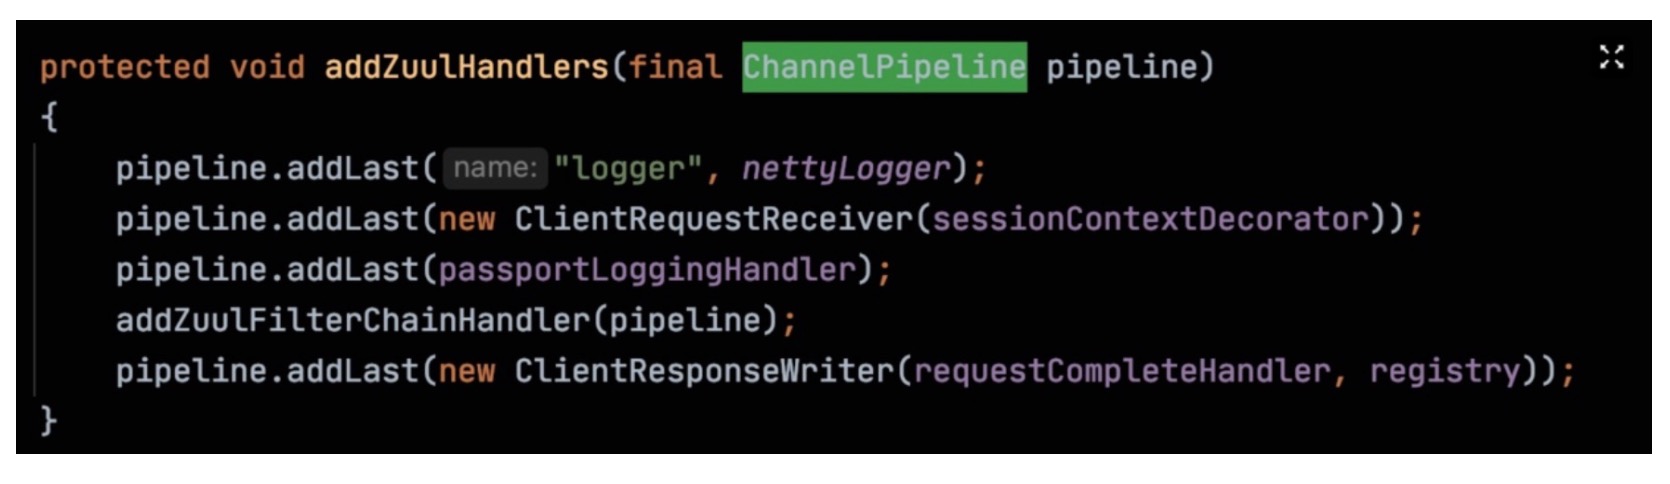 protected void addZuulHandlers(final ChannelPipeline pipeline)
{
pipeline.addLast( name: "logger", nettyLogger);
pipeline.addLast(new ClientRequestReceiver(sessionContextDecorator));
pipeline.addLast(passportLoggingHandler);
addZuulFilterChainHandler(pipeline);
pipeline.addLast(new ClientResponseWriter(requestCompleteHandler, registry));
}